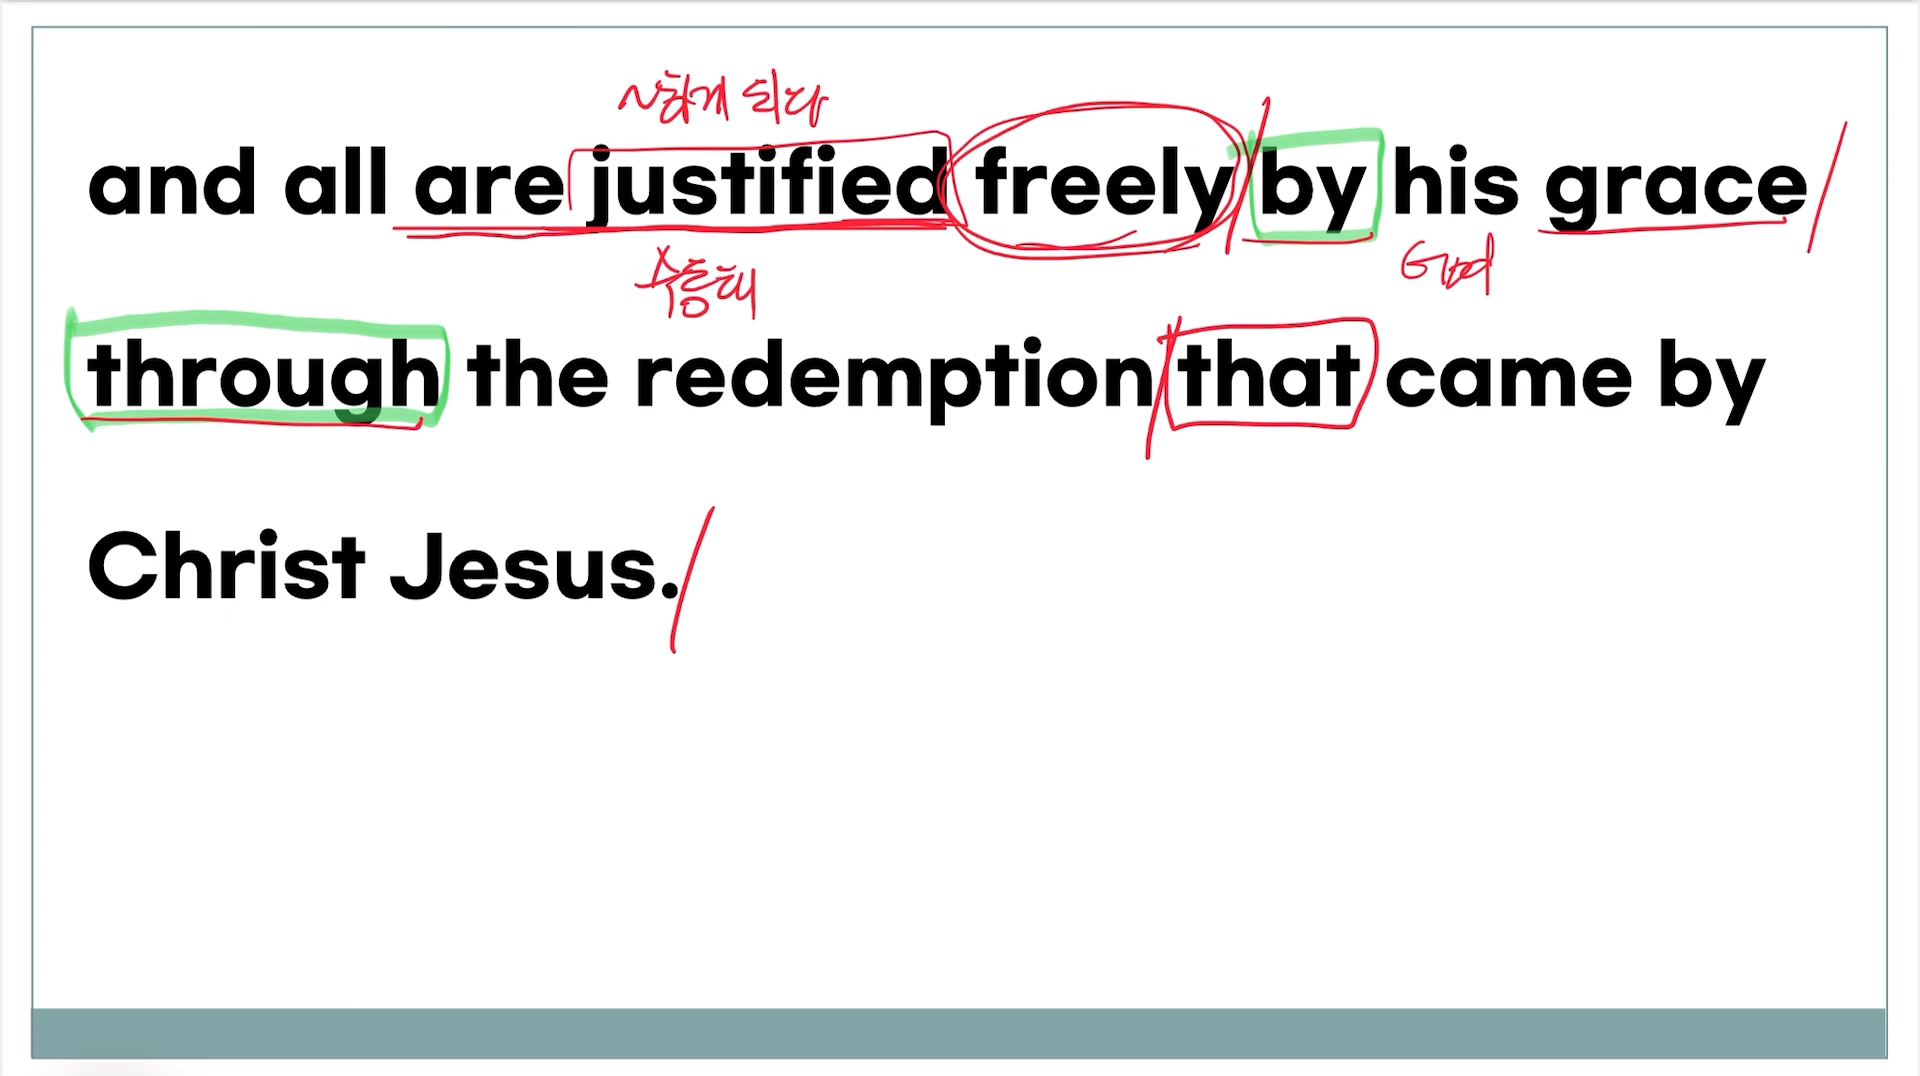 ~하게 되다
and all are justified freely by his grace
수동태
God
through the redemption that came by
Christ Jesus.